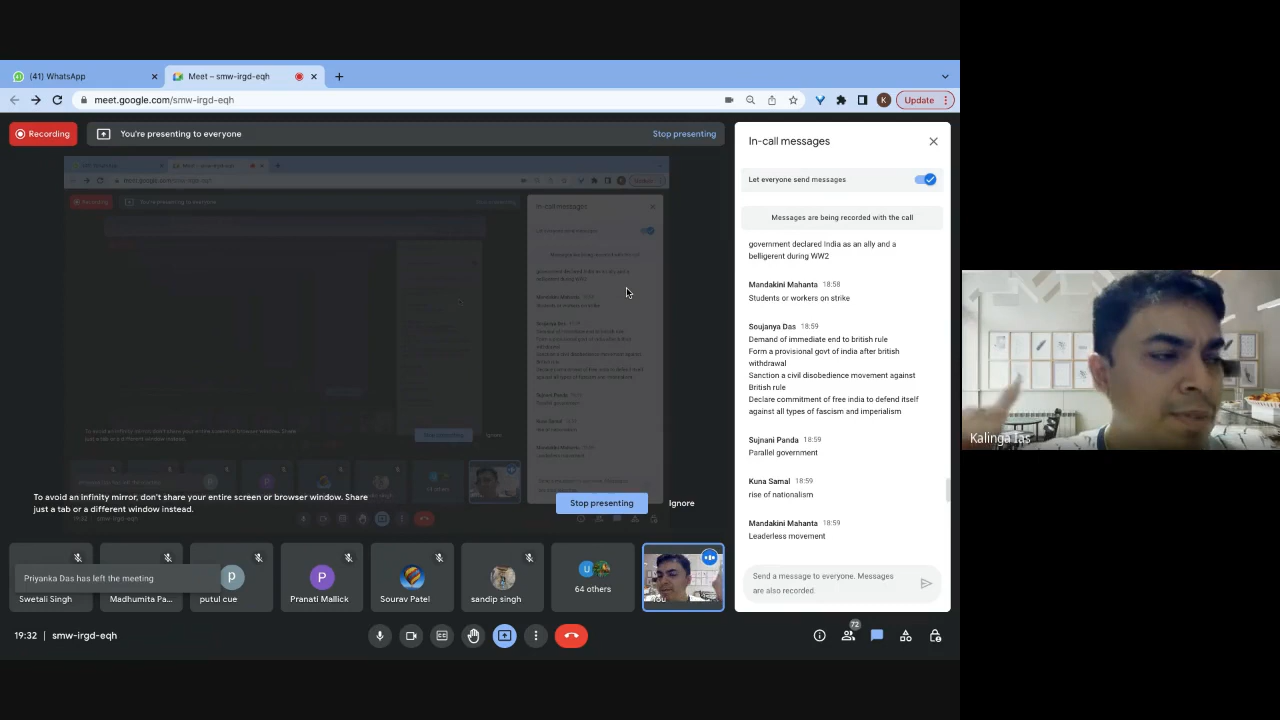 (41) WhatsApp
Meet – smw-irgd-eqh
meet.google.com/smw-irgd-eqh
K
Update
Recording
You're presenting to everyone
Stop presenting
In-call messages
Let everyone send messages
Messages are being recorded with the call
government declared India as an ally and a
belligerent during WW2
Mandakini Mahanta 18:58
Students or workers on strike
Soujanya Das 18:59
Demand of immediate end to british rule
Form a provisional govt of india after british
withdrawal
Sanction a civil disobedience movement against
British rule
Declare commitment of free india to defend itself
against all types of fascism and imperialism
Sujnani Panda 18:59
Parallel government
Kuna Samal 18:59
rise of nationalism
Mandakini Mahanta 18:59
Leaderless movement
Send a message to everyone. Messages
are also recorded.
To avoid an infinity mirror, don't share your entire screen or browser window. Share
just a tab or a different window instead.
Stop presenting
Ignore
Priyanka Das has left the meeting
Swetali Singh
Madhumita Pa...
p
putul cue
P
Pranati Mallick
Sourav Patel
sandip singh
U
64 others
You
19:32 | smw-irgd-eqh
72
Kalinga Ias